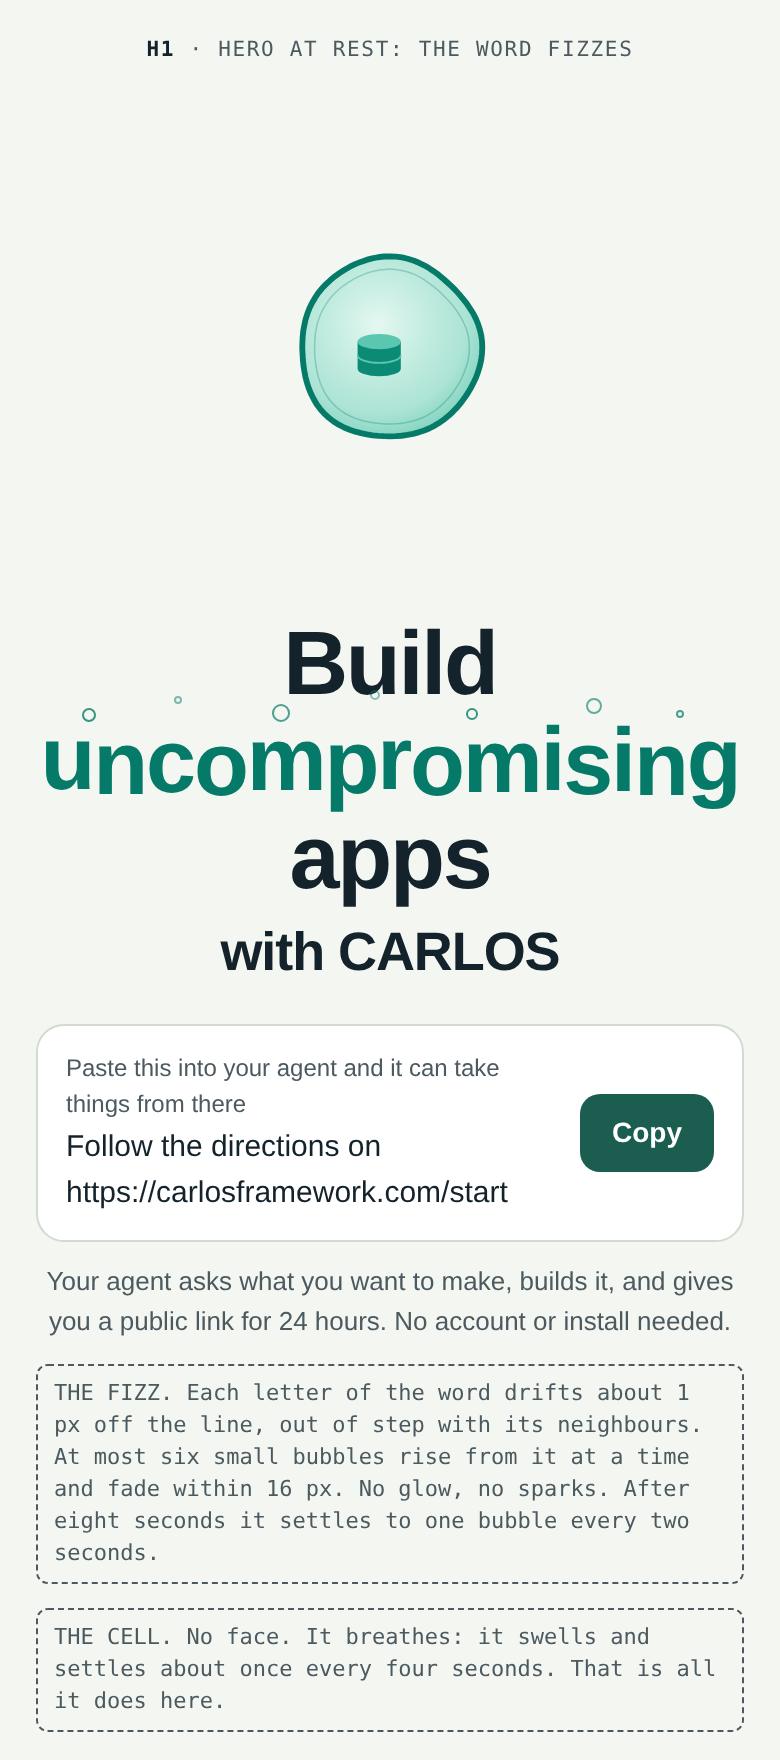 H1 · HERO AT REST: THE WORD FIZZES
Build
uncompromising
apps
with CARLOS
Paste this into your agent and it can take
things from there
Follow the directions on
https://carlosframework.com/start
Copy
Your agent asks what you want to make, builds it, and gives
you a public link for 24 hours. No account or install needed.
THE FIZZ. Each letter of the word drifts about 1
px off the line, out of step with its neighbours.
At most six small bubbles rise from it at a time
and fade within 16 px. No glow, no sparks. After
eight seconds it settles to one bubble every two
seconds.
THE CELL. No face. It breathes: it swells and
settles about once every four seconds. That is all
it does here.